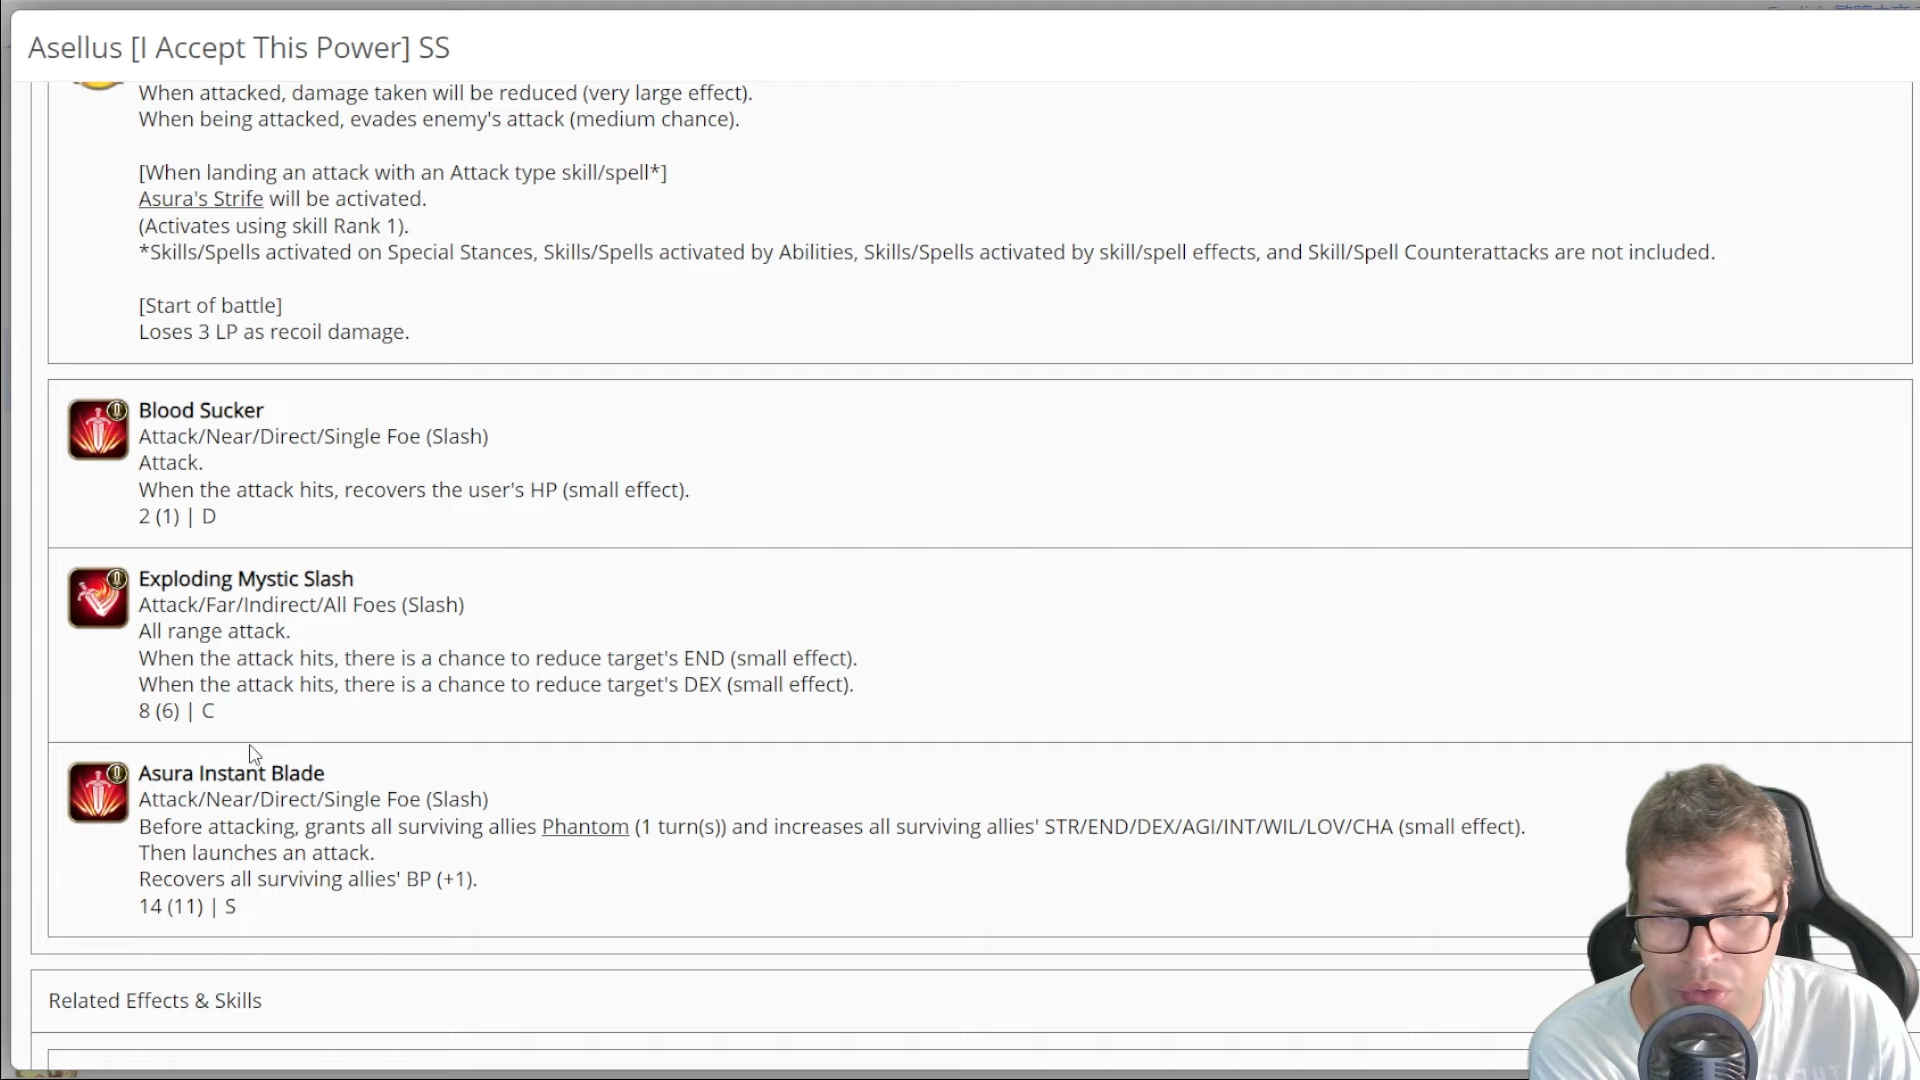 Asellus [I Accept This Power] SS
When attacked, damage taken will be reduced (very large effect).
When being attacked, evades enemy's attack (medium chance).
[When landing an attack with an Attack type skill/spell*]
Asura's Strife will be activated.
(Activates using skill Rank 1).
*Skills/Spells activated on Special Stances, Skills/Spells activated by Abilities, Skills/Spells activated by skill/spell effects, and Skill/Spell Counterattacks are not included.
[Start of battle]
Loses 3 LP as recoil damage.
Blood Sucker
Attack/Near/Direct/Single Foe (Slash)
Attack.
When the attack hits, recovers the user's HP (small effect).
2 (1) | D
Exploding Mystic Slash
Attack/Far/Indirect/All Foes (Slash)
All range attack.
When the attack hits, there is a chance to reduce target's END (small effect).
When the attack hits, there is a chance to reduce target's DEX (small effect).
8 (6) | C
Asura Instant Blade
Attack/Near/Direct/Single Foe (Slash)
Before attacking, grants all surviving allies Phantom (1 turn(s)) and increases all surviving allies' STR/END/DEX/AGI/INT/WIL/LOV/CHA (small effect).
Then launches an attack.
Recovers all surviving allies' BP (+1).
14 (11) | S
Related Effects & Skills